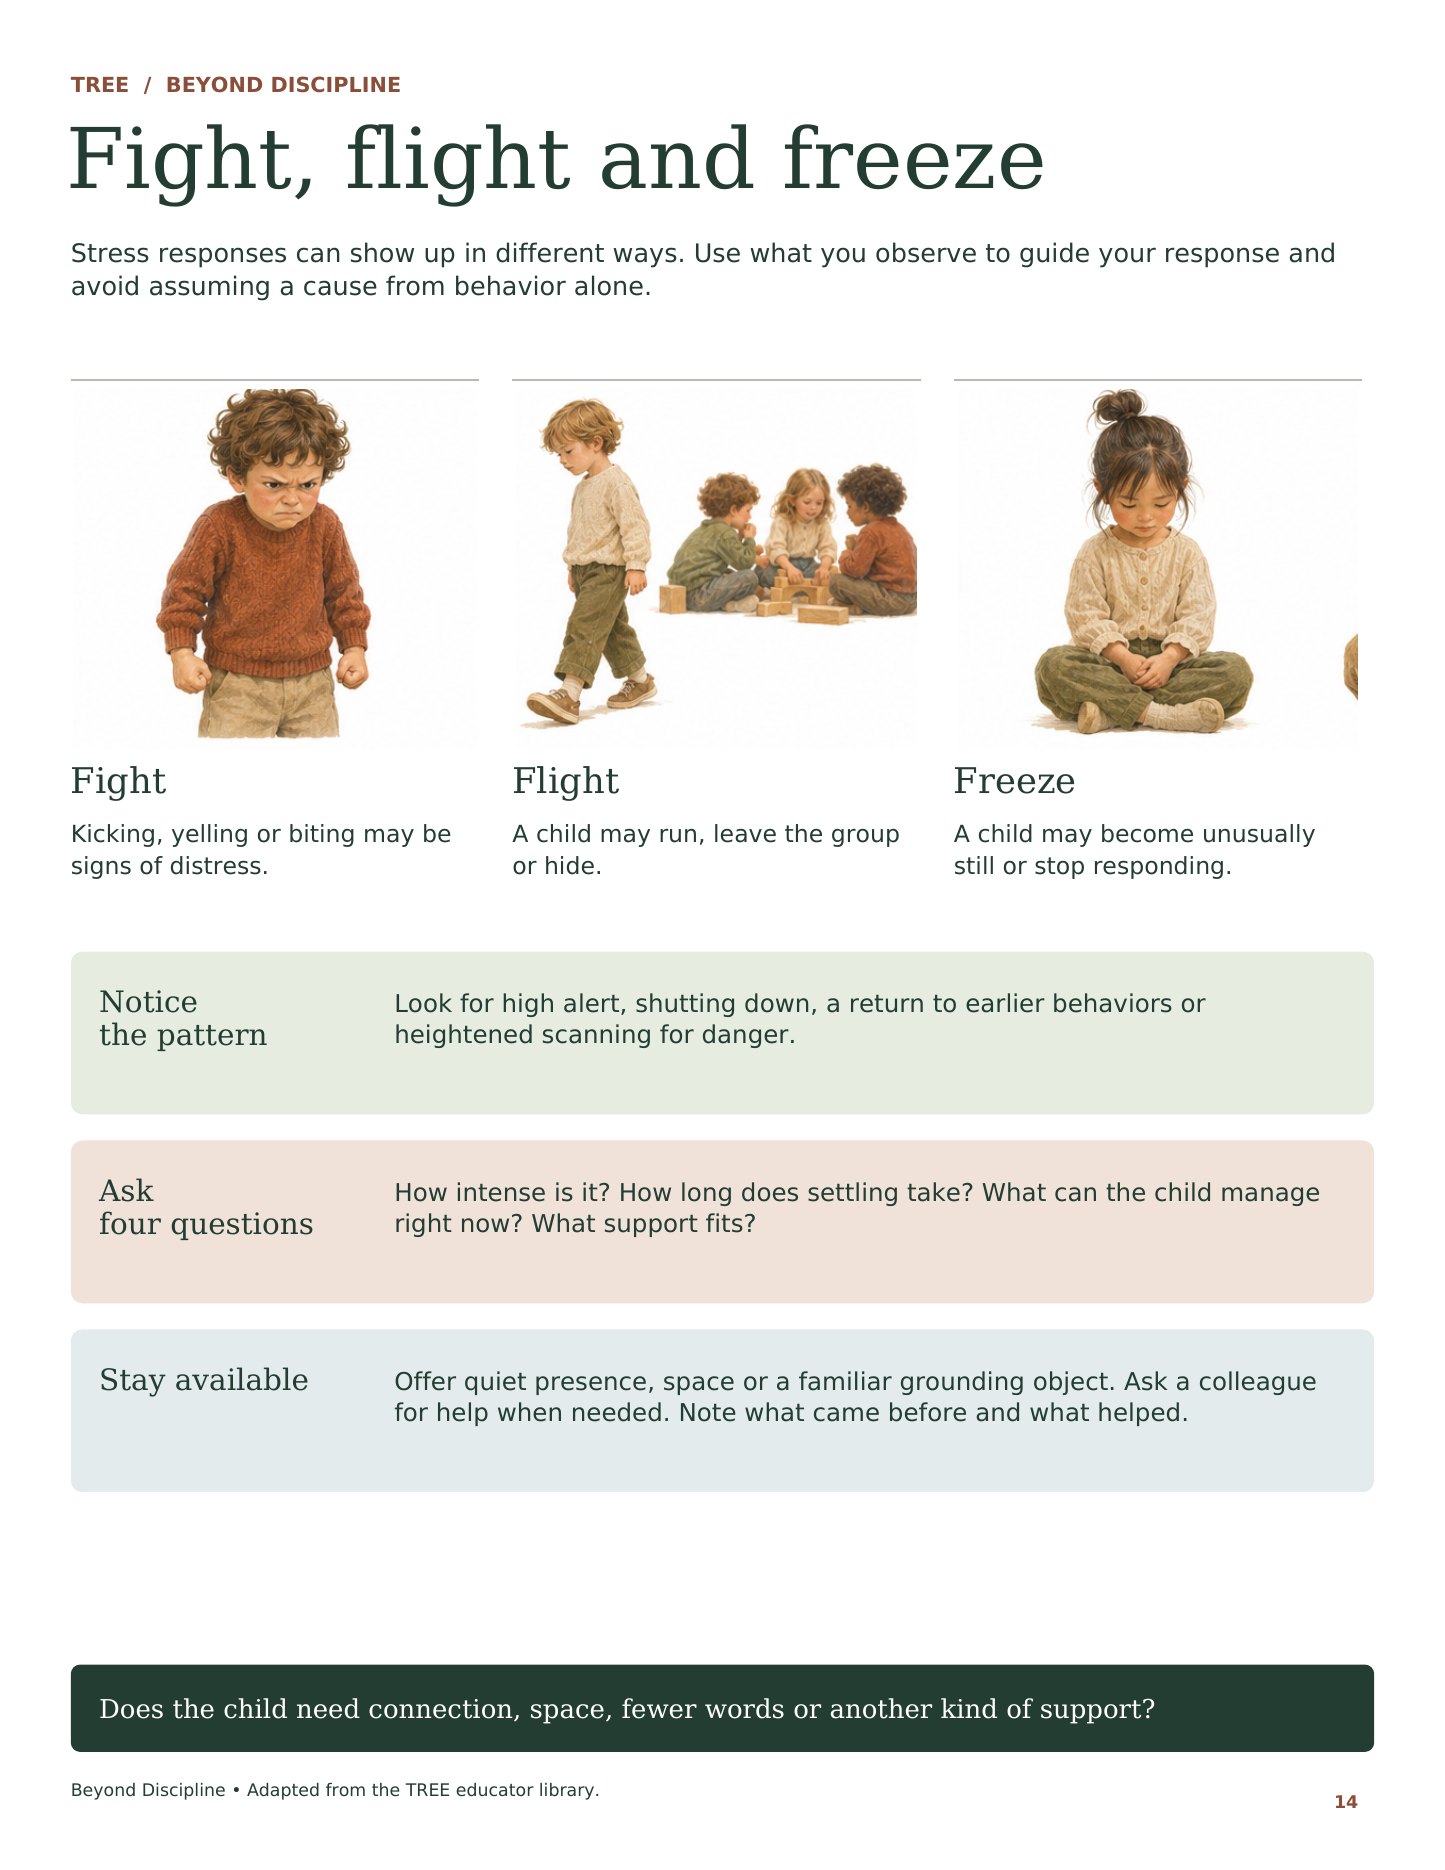 TREE / BEYOND DISCIPLINE
Fight, flight and freeze
Stress responses can show up in different ways. Use what you observe to guide your response and
avoid assuming a cause from behavior alone.
Fight
Kicking, yelling or biting may be
signs of distress.
Flight
A child may run, leave the group
or hide.
Freeze
A child may become unusually
still or stop responding.
Notice
the pattern
Look for high alert, shutting down, a return to earlier behaviors or
heightened scanning for danger.
Ask
four questions
How intense is it? How long does settling take? What can the child manage
right now? What support fits?
Stay available
Offer quiet presence, space or a familiar grounding object. Ask a colleague
for help when needed. Note what came before and what helped.
Does the child need connection, space, fewer words or another kind of support?
Beyond Discipline • Adapted from the TREE educator library.
14